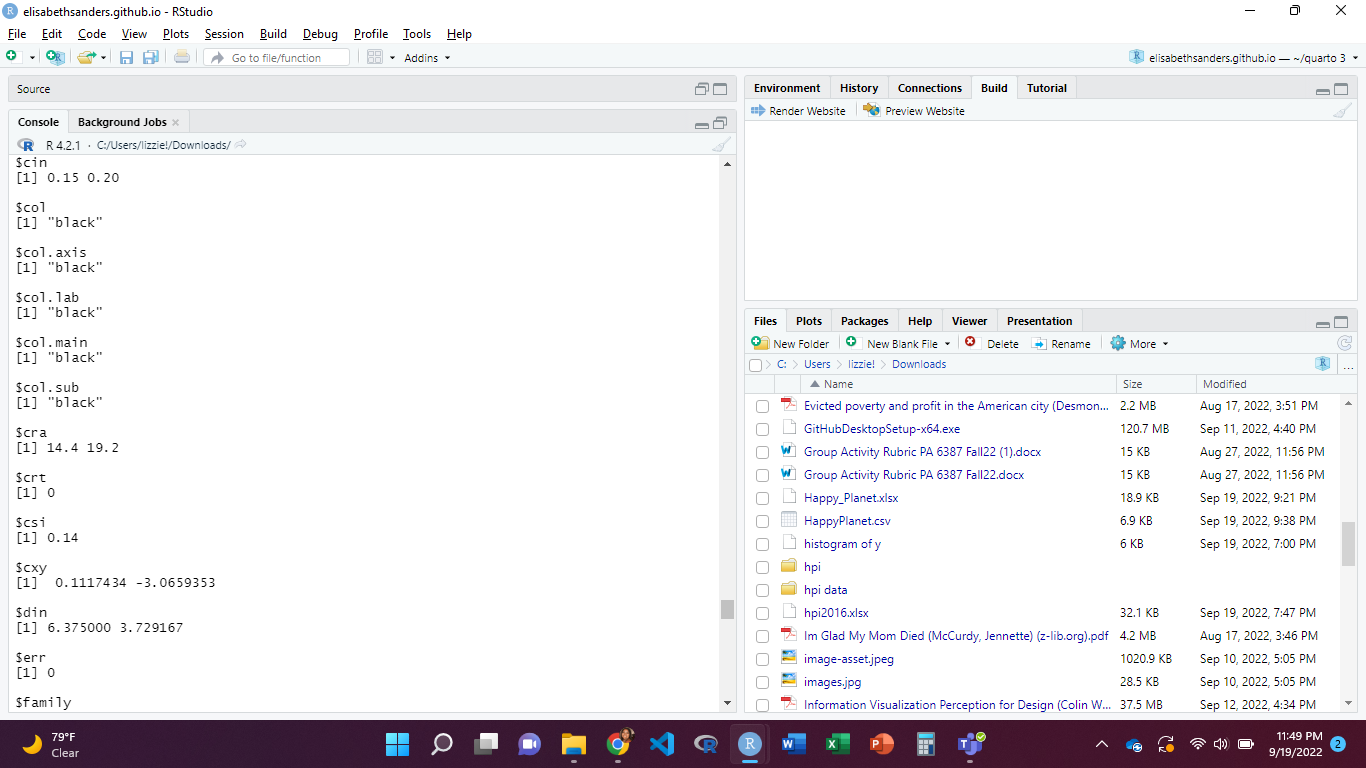 elisabethsanders.github.io - RStudio
File Edit Code View Plots Session Build Debug Profile Tools Help
Go to file/function
Addins
elisabethsanders.github.io — ~/quarto 3
Source
Console Background Jobs
R 4.2.1 · C:/Users/lizzie!/Downloads/
$cin
[1] 0.15 0.20
$col
[1] "black"
$col.axis
[1] "black"
$col.lab
[1] "black"
$col.main
[1] "black"
$col.sub
[1] "black"
$cra
[1] 14.4 19.2
$crt
[1] 0
$csi
[1] 0.14
$cxy
[1]  0.1117434 -3.0659353
$din
[1] 6.375000 3.729167
$err
[1] 0
$family
Environment History Connections Build Tutorial
Render Website Preview Website
Files Plots Packages Help Viewer Presentation
New Folder New Blank File Delete Rename More
C: Users lizzie! Downloads
Name Size Modified
Evicted poverty and profit in the American city (Desmon... 2.2 MB Aug 17, 2022, 3:51 PM
GitHubDesktopSetup-x64.exe 120.7 MB Sep 11, 2022, 4:40 PM
Group Activity Rubric PA 6387 Fall22 (1).docx 15 KB Aug 27, 2022, 11:56 PM
Group Activity Rubric PA 6387 Fall22.docx 15 KB Aug 27, 2022, 11:56 PM
Happy_Planet.xlsx 18.9 KB Sep 19, 2022, 9:21 PM
HappyPlanet.csv 6.9 KB Sep 19, 2022, 9:38 PM
histogram of y 6 KB Sep 19, 2022, 7:00 PM
hpi
hpi data
hpi2016.xlsx 32.1 KB Sep 19, 2022, 7:47 PM
Im Glad My Mom Died (McCurdy, Jennette) (z-lib.org).pdf 4.2 MB Aug 17, 2022, 3:46 PM
image-asset.jpeg 1020.9 KB Sep 10, 2022, 5:05 PM
images.jpg 28.5 KB Sep 10, 2022, 5:05 PM
Information Visualization Perception for Design (Colin W... 37.5 MB Sep 12, 2022, 4:34 PM
79°F
Clear
11:49 PM
9/19/2022
2